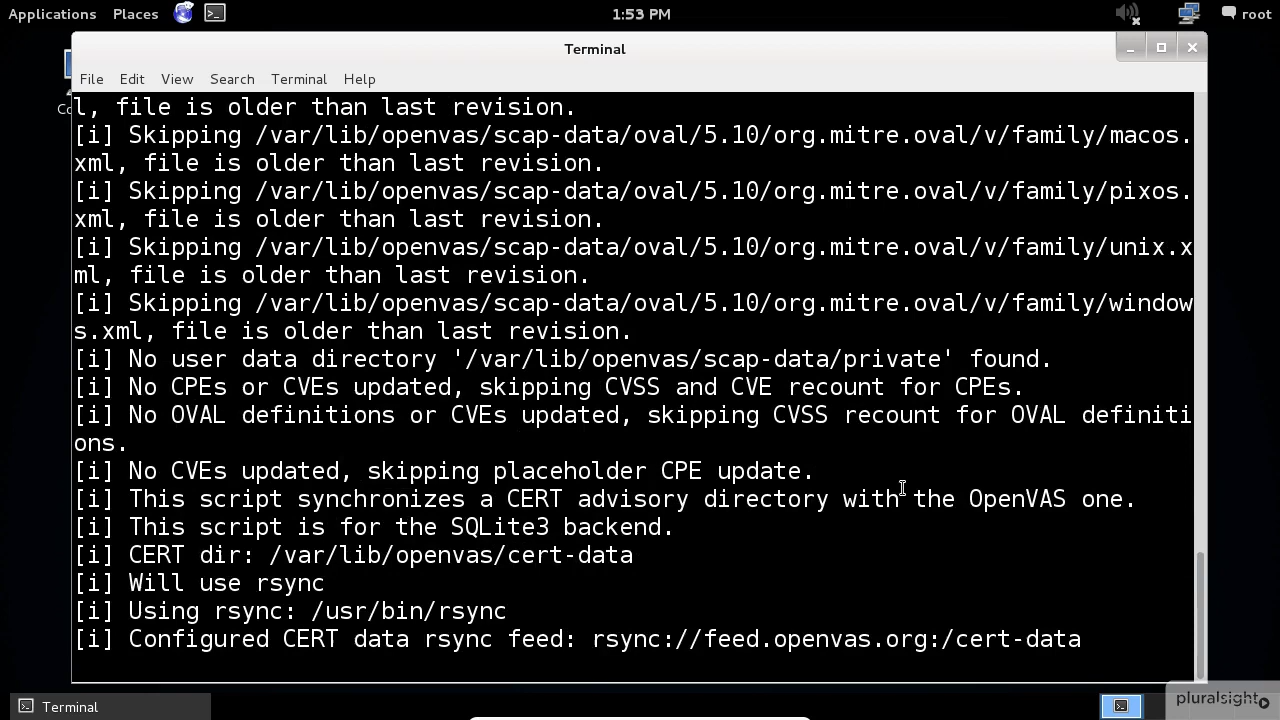 Applications Places 1:53 PM root
Terminal
File Edit View Search Terminal Help
l, file is older than last revision.
[i] Skipping /var/lib/openvas/scap-data/oval/5.10/org.mitre.oval/v/family/macos.
xml, file is older than last revision.
[i] Skipping /var/lib/openvas/scap-data/oval/5.10/org.mitre.oval/v/family/pixos.
xml, file is older than last revision.
[i] Skipping /var/lib/openvas/scap-data/oval/5.10/org.mitre.oval/v/family/unix.x
ml, file is older than last revision.
[i] Skipping /var/lib/openvas/scap-data/oval/5.10/org.mitre.oval/v/family/window
s.xml, file is older than last revision.
[i] No user data directory '/var/lib/openvas/scap-data/private' found.
[i] No CPEs or CVEs updated, skipping CVSS and CVE recount for CPEs.
[i] No OVAL definitions or CVEs updated, skipping CVSS recount for OVAL definiti
ons.
[i] No CVEs updated, skipping placeholder CPE update.
[i] This script synchronizes a CERT advisory directory with the OpenVAS one.
[i] This script is for the SQLite3 backend.
[i] CERT dir: /var/lib/openvas/cert-data
[i] Will use rsync
[i] Using rsync: /usr/bin/rsync
[i] Configured CERT data rsync feed: rsync://feed.openvas.org:/cert-data
Terminal
pluralsight